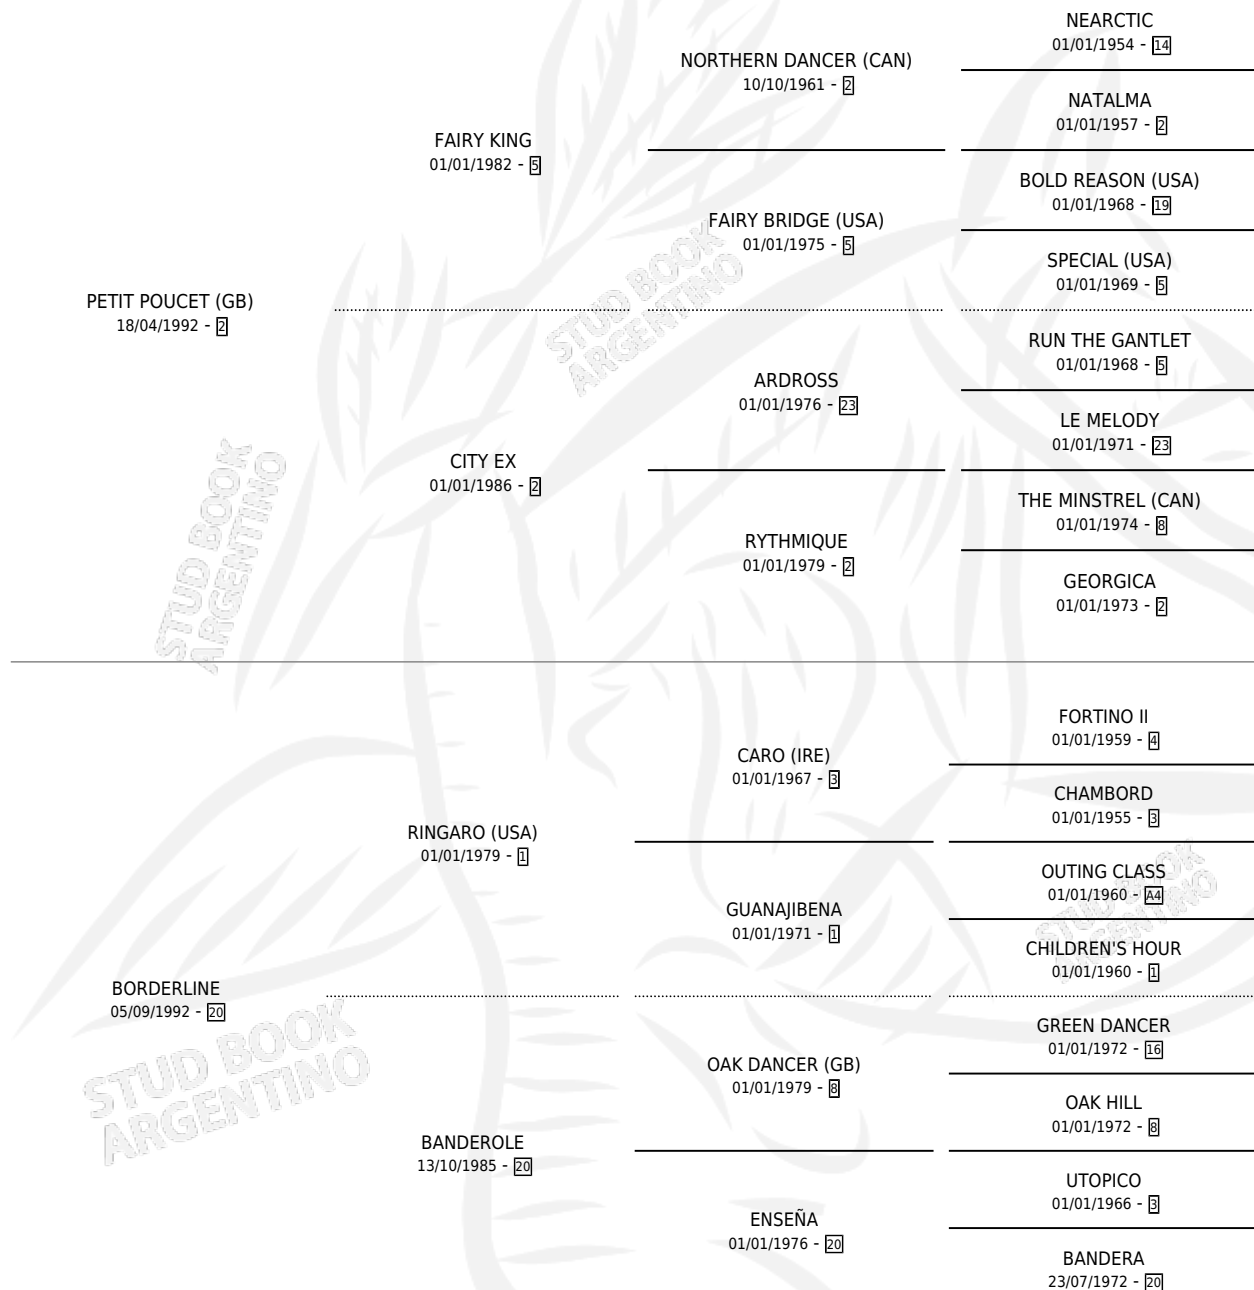 NEARCTIC
01/01/1954 - 14
NORTHERN DANCER (CAN)
10/10/1961 - 2
NATALMA
01/01/1957 - 2
FAIRY KING
01/01/1982 - 5
BOLD REASON (USA)
01/01/1968 - 19
FAIRY BRIDGE (USA)
01/01/1975 - 5
SPECIAL (USA)
01/01/1969 - 5
PETIT POUCET (GB)
18/04/1992 - 2
STUD BOOK
ARGENTINO
RUN THE GANTLET
01/01/1968 - 5
ARDROSS
01/01/1976 - 23
LE MELODY
01/01/1971 - 23
CITY EX
01/01/1986 - 2
THE MINSTREL (CAN)
01/01/1974 - 8
RYTHMIQUE
01/01/1979 - 2
GEORGICA
01/01/1973 - 2
STUD BOOK
ARGENTINO
FORTINO II
01/01/1959 - 4
CARO (IRE)
01/01/1967 - 3
CHAMBORD
01/01/1955 - 3
RINGARO (USA)
01/01/1979 - 1
OUTING CLASS
01/01/1960 - A4
GUANAJIBENA
01/01/1971 - 1
CHILDREN'S HOUR
01/01/1960 - 1
STUD BOOK
ARGENTINO
BORDERLINE
05/09/1992 - 20
GREEN DANCER
01/01/1972 - 16
OAK DANCER (GB)
01/01/1979 - 8
OAK HILL
01/01/1972 - 8
STUD BOOK
ARGENTINO
BANDEROLE
13/10/1985 - 20
UTOPICO
01/01/1966 - 3
ENSEÑA
01/01/1976 - 20
BANDERA
23/07/1972 - 20